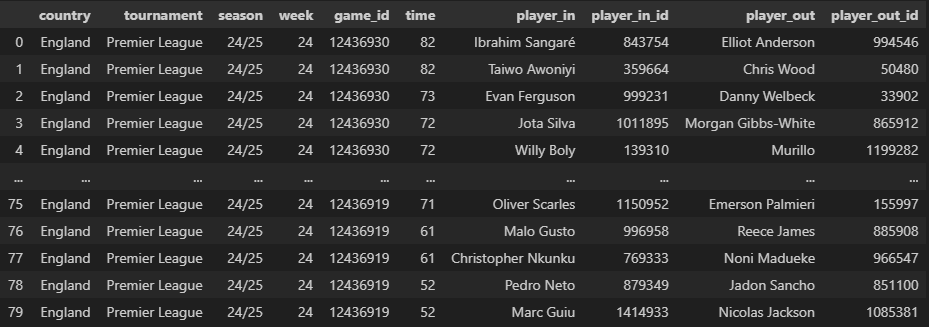 country tournament season week game_id time player_in player_in_id player_out player_out_id
0 England Premier League 24/25 24 12436930 82 Ibrahim Sangaré 843754 Elliot Anderson 994546
1 England Premier League 24/25 24 12436930 82 Taiwo Awoniyi 359664 Chris Wood 50480
2 England Premier League 24/25 24 12436930 73 Evan Ferguson 999231 Danny Welbeck 33902
3 England Premier League 24/25 24 12436930 72 Jota Silva 1011895 Morgan Gibbs-White 865912
4 England Premier League 24/25 24 12436930 72 Willy Boly 139310 Murillo 1199282
... ... ... ... ... ... ... ... ... ... ...
75 England Premier League 24/25 24 12436919 71 Oliver Scarles 1150952 Emerson Palmieri 155997
76 England Premier League 24/25 24 12436919 61 Malo Gusto 996958 Reece James 885908
77 England Premier League 24/25 24 12436919 61 Christopher Nkunku 769333 Noni Madueke 966547
78 England Premier League 24/25 24 12436919 52 Pedro Neto 879349 Jadon Sancho 851100
79 England Premier League 24/25 24 12436919 52 Marc Guiu 1414933 Nicolas Jackson 1085381